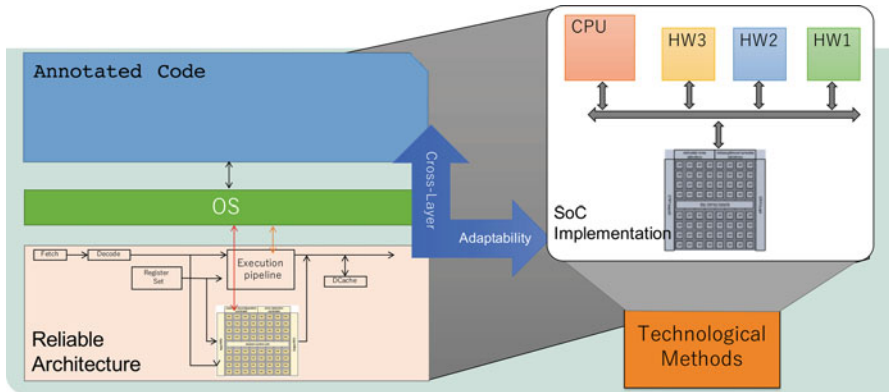 Annotated Code
OS
Fetch
Decode
Register
Set
Execution
pipeline
DCache
Reliable
Architecture
Cross-Layer
Adaptability
CPU
HW3
HW2
HW1
SoC
Implementation
Technological
Methods